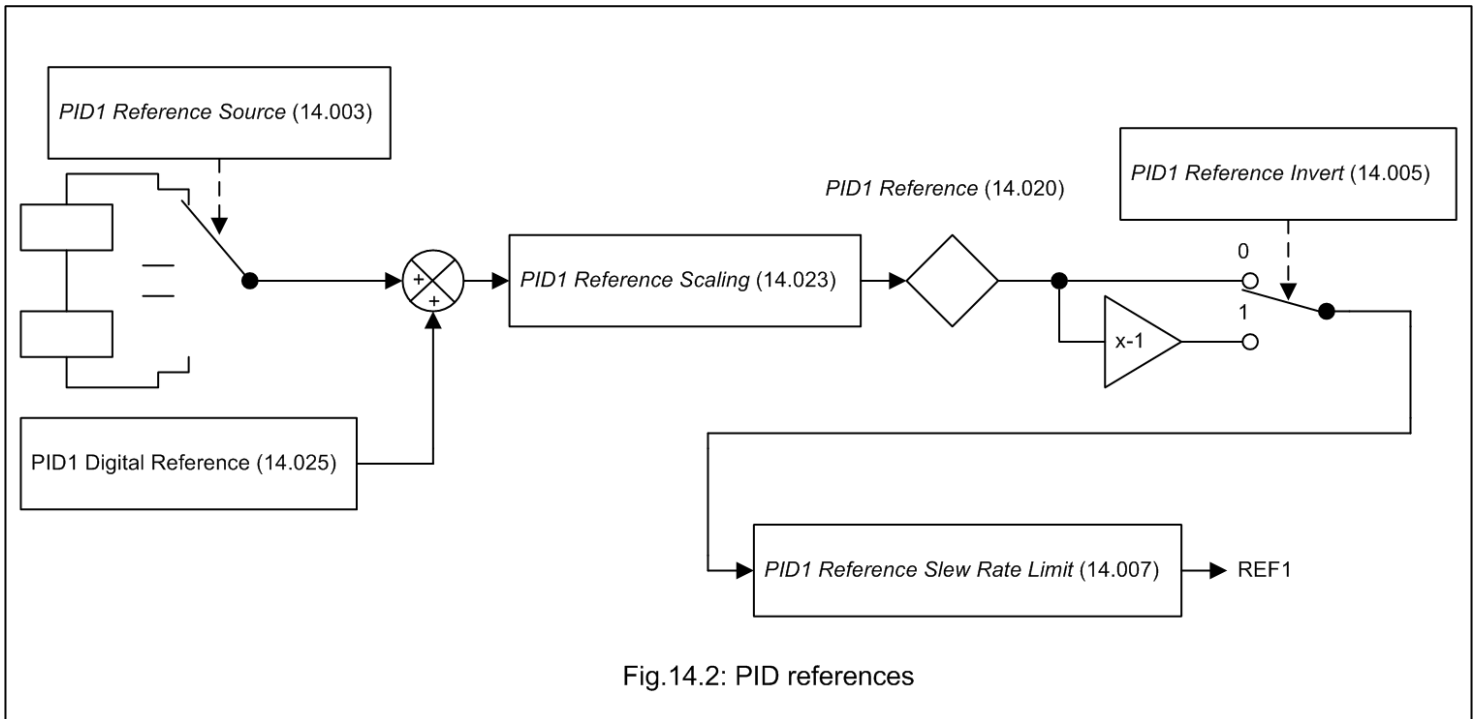 PID1 Reference Source (14.003)
PID1 Reference (14.020)
PID1 Reference Invert (14.005)
0
+
+
PID1 Reference Scaling (14.023)
1
x-1
PID1 Digital Reference (14.025)
PID1 Reference Slew Rate Limit (14.007)
REF1
Fig.14.2: PID references